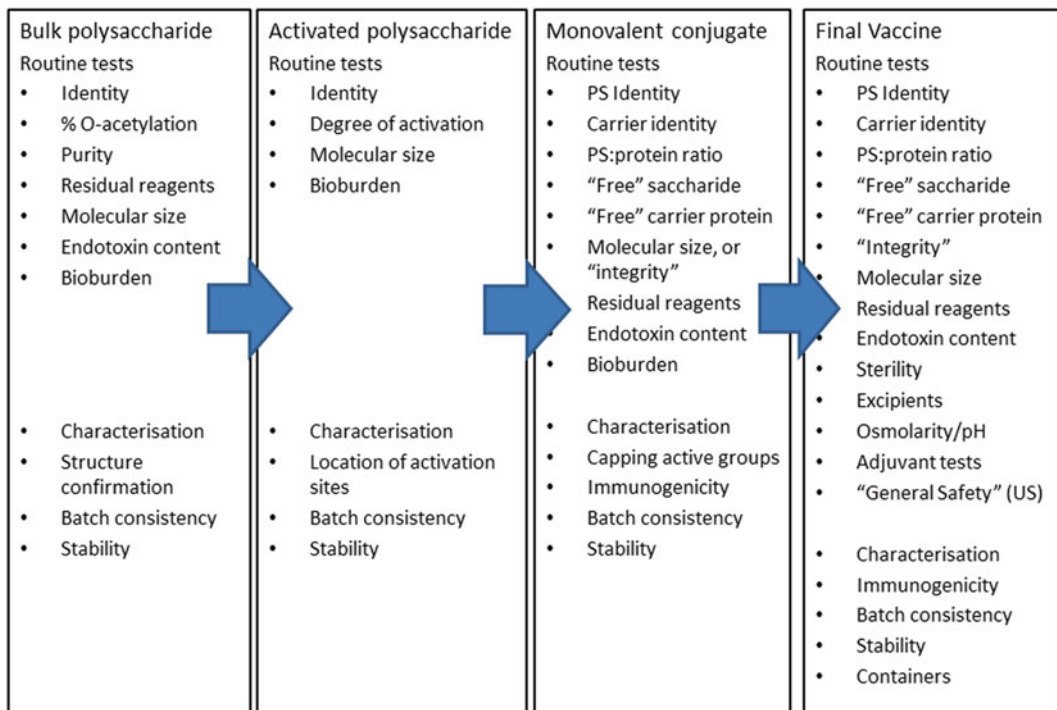 Bulk polysaccharide
Routine tests
• Identity
• % O-acetylation
• Purity
• Residual reagents
• Molecular size
• Endotoxin content
• Bioburden
• Characterisation
• Structure
confirmation
• Batch consistency
• Stability
Activated polysaccharide
Routine tests
• Identity
• Degree of activation
• Molecular size
• Bioburden
• Characterisation
• Location of activation
sites
• Batch consistency
• Stability
Monovalent conjugate
Routine tests
• PS Identity
• Carrier identity
• PS:protein ratio
• “Free” saccharide
• “Free” carrier protein
• Molecular size, or
“integrity”
Residual reagents
• Endotoxin content
• Bioburden
• Characterisation
• Capping active groups
• Immunogenicity
• Batch consistency
• Stability
Final Vaccine
Routine tests
• PS Identity
• Carrier identity
• PS:protein ratio
• “Free” saccharide
• “Free” carrier protein
• “Integrity”
• Molecular size
Residual reagents
• Endotoxin content
• Sterility
• Excipients
• Osmolarity/pH
• Adjuvant tests
• “General Safety” (US)
• Characterisation
• Immunogenicity
• Batch consistency
• Stability
• Containers